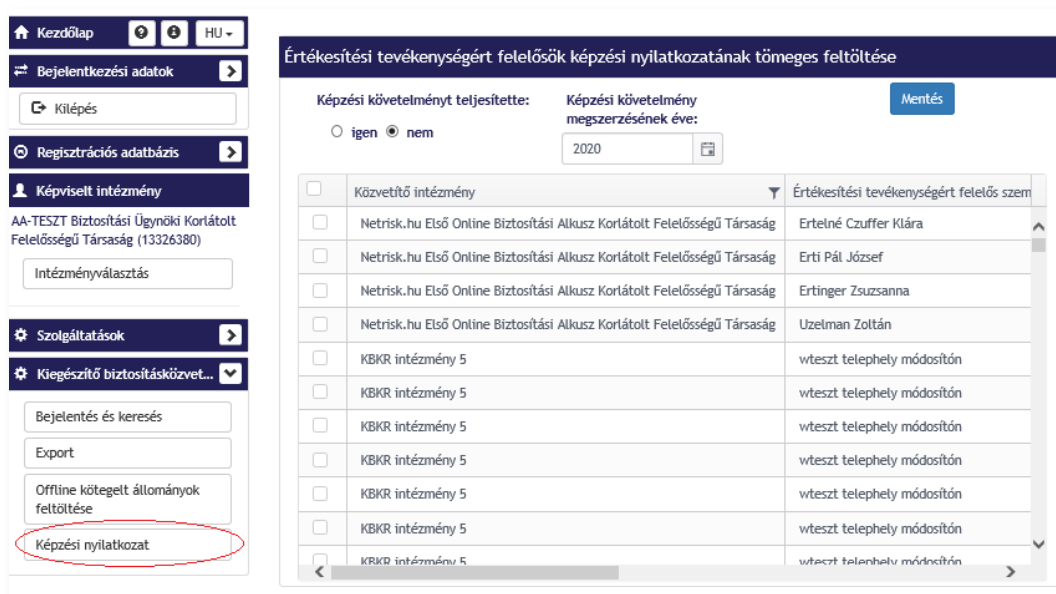 Kezdőlap HU
Bejelentkezési adatok
Kilépés
Regisztrációs adatbázis
Képviselt intézmény
AA-TESZT Biztosítási Ügynöki Korlátolt
Felelősségű Társaság (13326380)
Intézményválasztás
Szolgáltatások
Kiegészítő biztosításközvet...
Bejelentés és keresés
Export
Offline kötegelt állományok
feltöltése
Képzési nyilatkozat
Értékesítési tevékenységért felelősök képzési nyilatkozatának tömeges feltöltése
Képzési követelményt teljesítette:
igen nem
Képzési követelmény
megszerzésének éve:
2020
Mentés
Közvetítő intézmény Értékesítési tevékenységért felelős szem
Netrisk.hu Első Online Biztosítási Alkusz Korlátolt Felelősségű Társaság Ertelné Czuffer Klára
Netrisk.hu Első Online Biztosítási Alkusz Korlátolt Felelősségű Társaság Erti Pál József
Netrisk.hu Első Online Biztosítási Alkusz Korlátolt Felelősségű Társaság Ertinger Zsuzsanna
Netrisk.hu Első Online Biztosítási Alkusz Korlátolt Felelősségű Társaság Uzelman Zoltán
KBKR intézmény 5 wteszt telephely módosítón
KBKR intézmény 5 wteszt telephely módosítón
KBKR intézmény 5 wteszt telephely módosítón
KBKR intézmény 5 wteszt telephely módosítón
KBKR intézmény 5 wteszt telephely módosítón
KBKR intézmény 5 wteszt telephely módosítón
KBKR intézmény 5 wteszt telephely módosítón